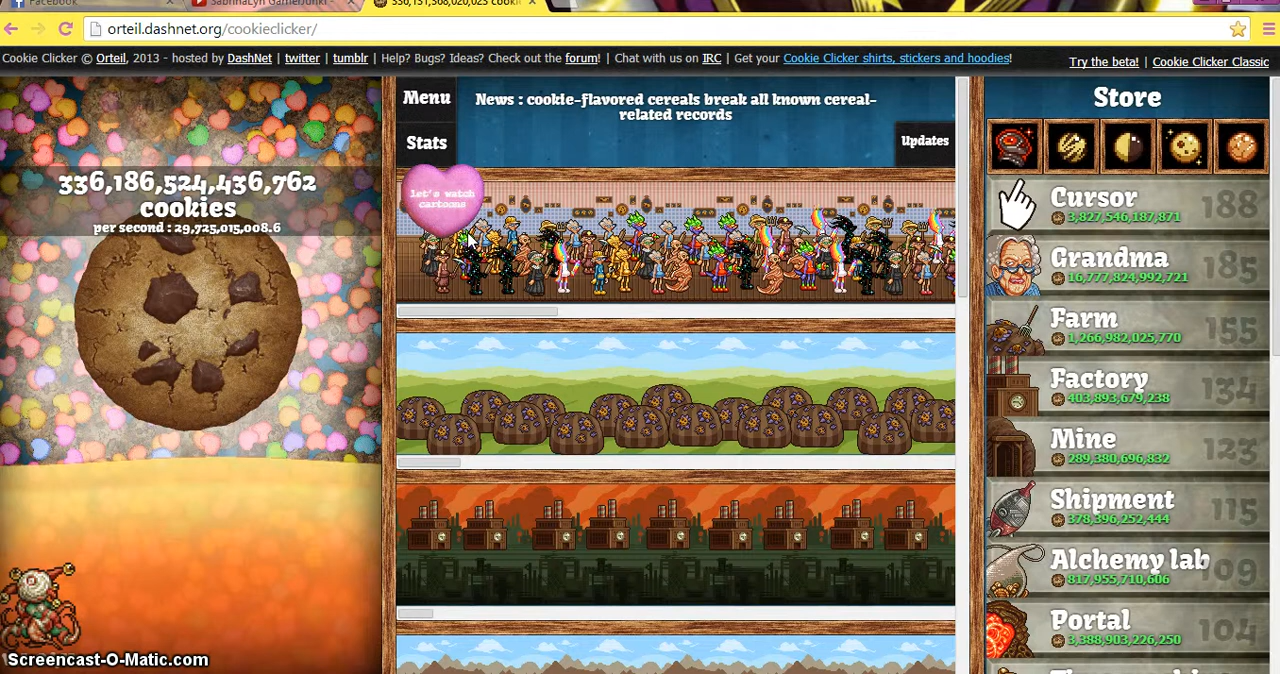 Facebook
SabrinaLyn GamerJunki -
orteil.dashnet.org/cookieclicker/
Cookie Clicker © Orteil, 2013 - hosted by DashNet | twitter | tumblr | Help? Bugs? Ideas? Check out the forum! | Chat with us on IRC | Get your Cookie Clicker shirts, stickers and hoodies!
Try the beta! | Cookie Clicker Classic
336,186,524,436,762
cookies
per second : 29,725,015,008.6
Menu
Stats
News : cookie-flavored cereals break all known cereal-
related records
Updates
let's watch
cartoons
Store
Cursor
3,827,546,187,871
188
Grandma
16,777,824,992,721
185
Farm
1,266,982,025,770
155
Factory
403,893,679,238
134
Mine
289,380,696,832
123
Shipment
378,396,252,444
115
Alchemy lab
817,955,710,606
109
Portal
3,388,903,226,250
104
Screencast-O-Matic.com